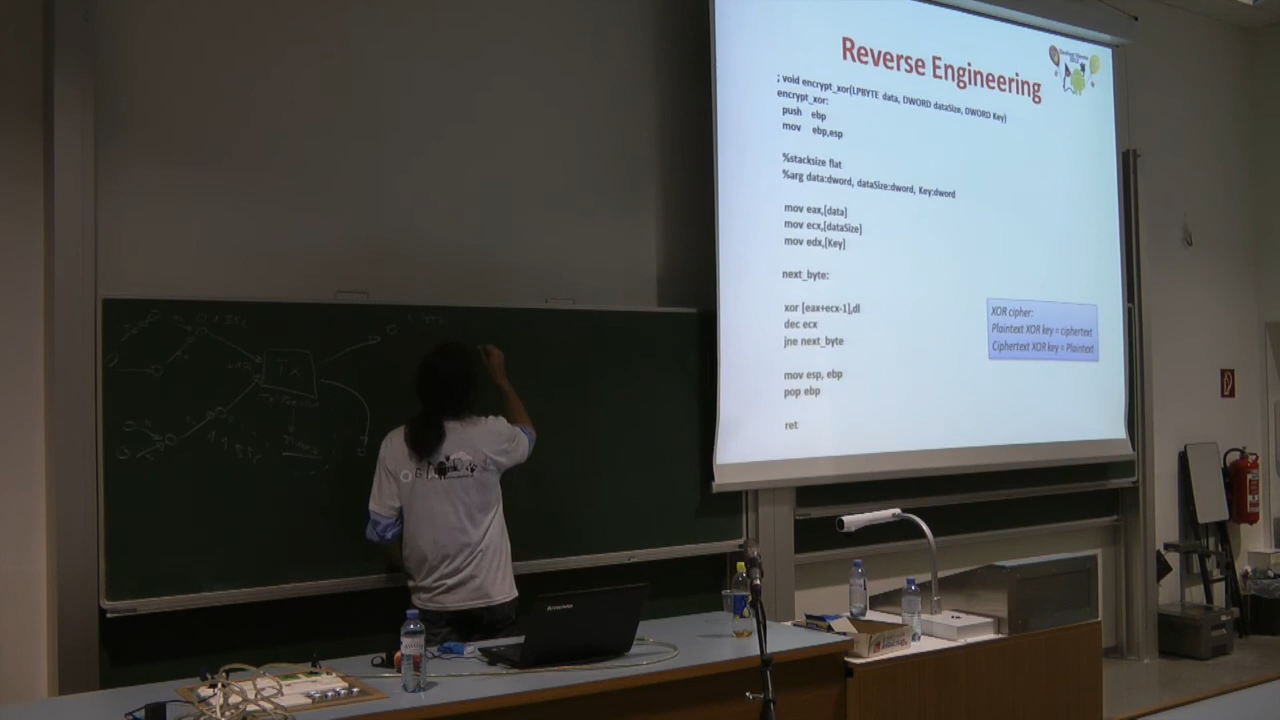 Reverse Engineering
; void encrypt_xor(LPBYTE data, DWORD dataSize, DWORD Key)
encrypt_xor:
push ebp
mov ebp,esp
%stacksize flat
%arg data:dword, dataSize:dword, Key:dword
mov eax,[data]
mov ecx,[dataSize]
mov edx,[Key]
next_byte:
xor [eax+ecx-1],dl
dec ecx
jne next_byte
mov esp, ebp
pop ebp
ret
XOR cipher:
Plaintext XOR key = ciphertext
Ciphertext XOR key = Plaintext
lenovo